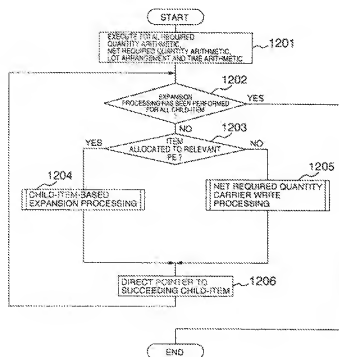 START
EXECUTE TOTAL REQUIRED
QUANTITY ARITHMETIC,
NET REQUIRED QUANTITY ARITHMETIC,
LOT ARRANGEMENT AND TIME ARITHMETIC
1201
1202
EXPANSION
PROCESSING HAS BEEN PERFORMED
FOR ALL CHILD-ITEM
YES
NO
1203
ITEM
ALLOCATED TO RELEVANT
PE?
YES
NO
1204
CHILD-ITEM-BASED
EXPANSION PROCESSING
1205
NET REQUIRED QUANTITY
CARRIER WRITE
PROCESSING
DIRECT POINTER TO
SUCCEEDING CHILD-ITEM
1206
END